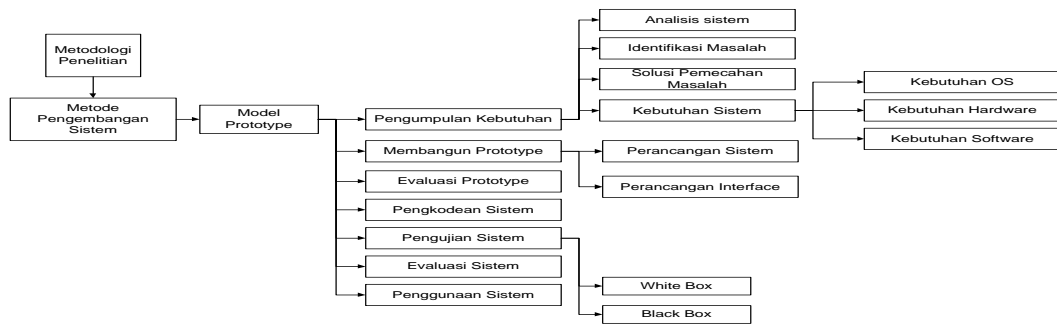 Metodologi
Penelitian
Metode
Pengembangan
Sistem
Model
Prototype
Pengumpulan Kebutuhan
Membangun Prototype
Evaluasi Prototype
Pengkodean Sistem
Pengujian Sistem
Evaluasi Sistem
Penggunaan Sistem
Analisis sistem
Identifikasi Masalah
Solusi Pemecahan
Masalah
Kebutuhan Sistem
Perancangan Sistem
Perancangan Interface
White Box
Black Box
Kebutuhan OS
Kebutuhan Hardware
Kebutuhan Software